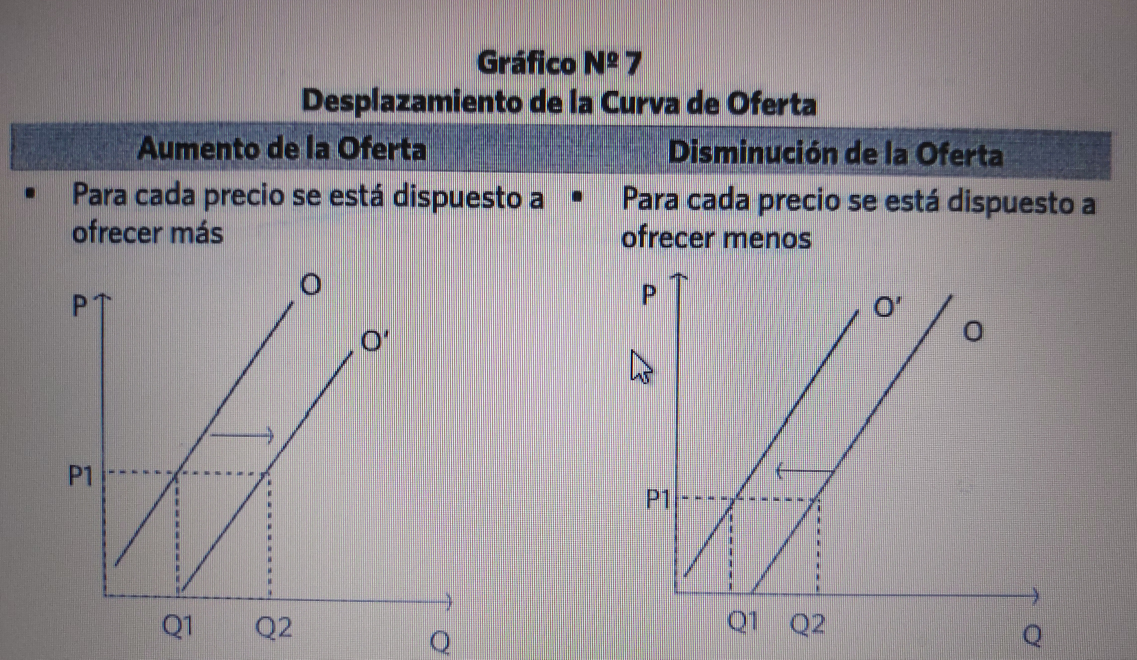 Gráfico Nº 7
Desplazamiento de la Curva de Oferta
Aumento de la Oferta
Disminución de la Oferta
▪ Para cada precio se está dispuesto a
ofrecer más
▪ Para cada precio se está dispuesto a
ofrecer menos
P
O
O'
P1
Q1
Q2
Q
P
O'
O
P1
Q1
Q2
Q